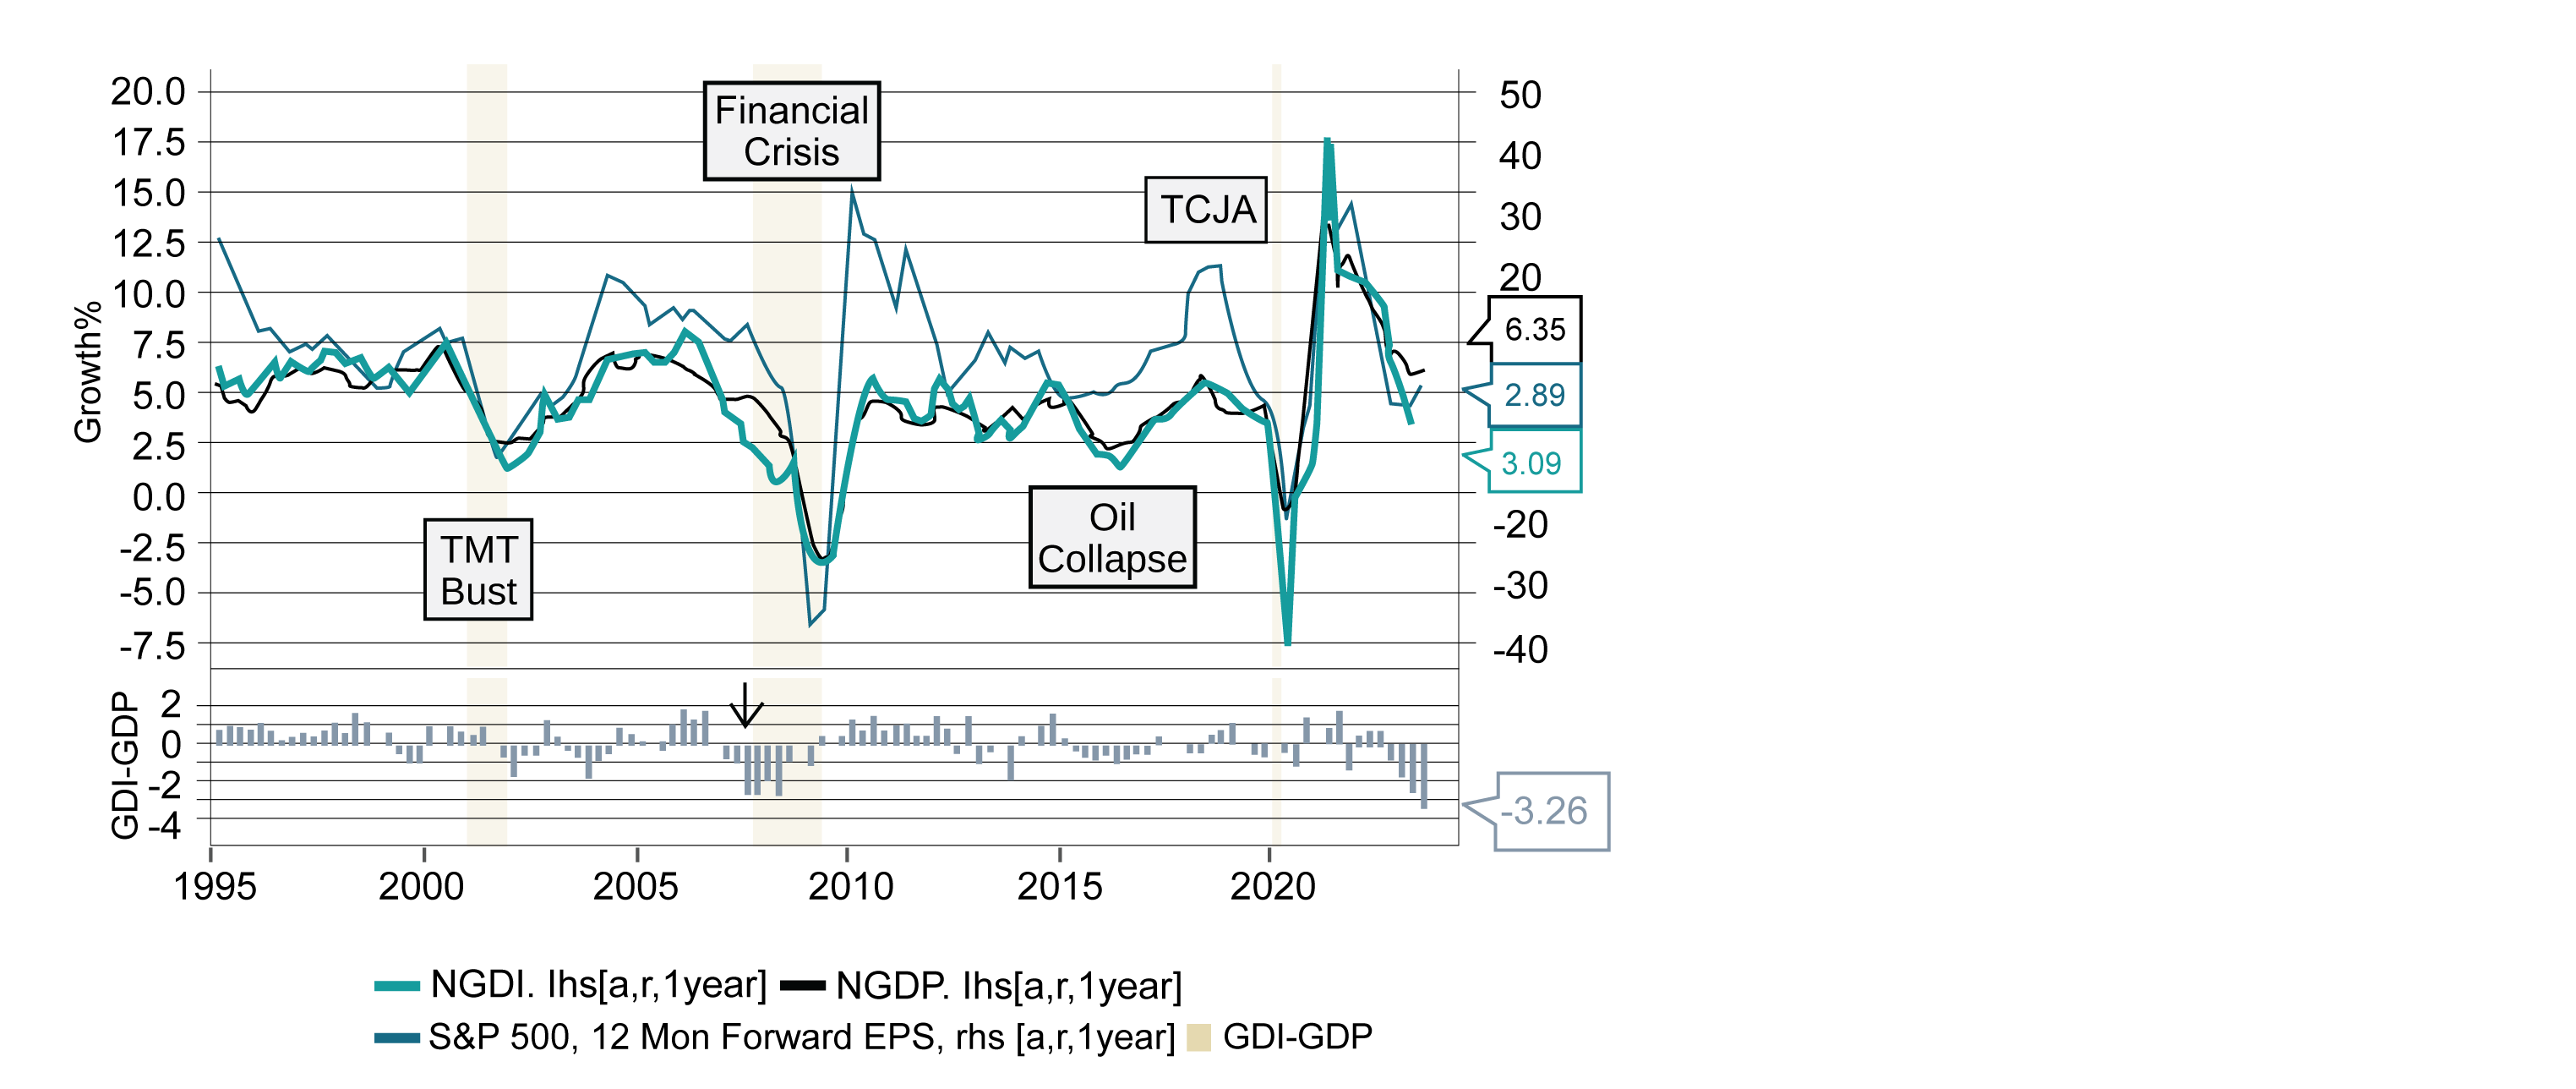 20.0
17.5
15.0
12.5
10.0
7.5
5.0
2.5
0.0
-2.5
-5.0
-7.5
Growth%
Financial
Crisis
TCJA
TMT
Bust
Oil
Collapse
50
40
30
20
6.35
2.89
3.09
-20
-30
-40
GDI-GDP
2
0
-2
-4
-3.26
1995
2000
2005
2010
2015
2020
NGDI. Ihs[a,r,1year]
NGDP. Ihs[a,r,1year]
S&P 500, 12 Mon Forward EPS, rhs [a,r,1year]
GDI-GDP